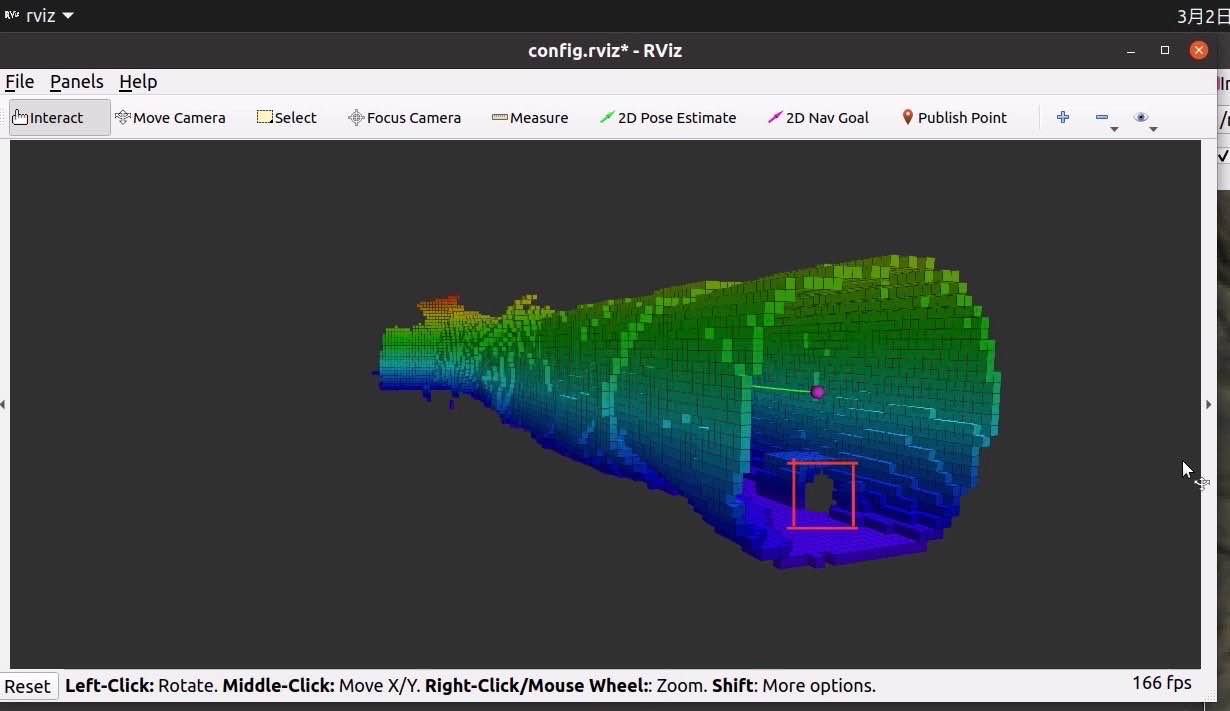 RViz rviz
3月2日
config.rviz* - RViz
File Panels Help
Interact Move Camera Select Focus Camera Measure 2D Pose Estimate 2D Nav Goal Publish Point
Reset Left-Click: Rotate. Middle-Click: Move X/Y. Right-Click/Mouse Wheel:: Zoom. Shift: More options. 166 fps